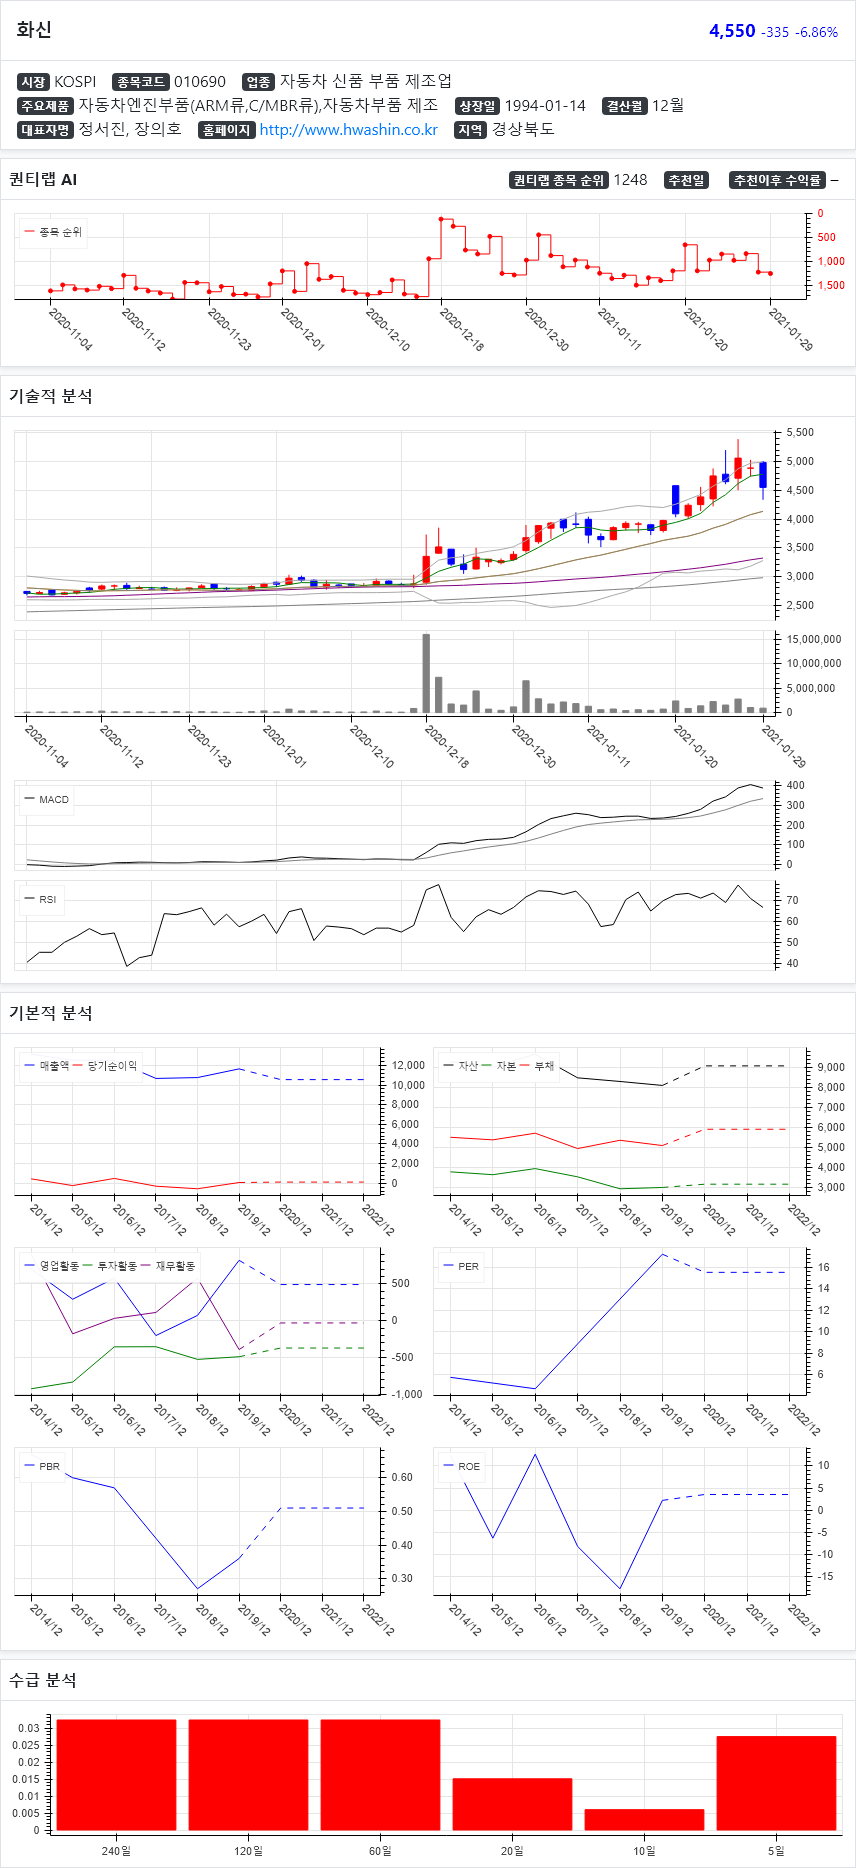 화신
4,550 -335 -6.86%
시장 KOSPI 종목코드 010690 업종 자동차 신품 부품 제조업
주요제품 자동차엔진부품(ARM류,C/MBR류),자동차부품 제조 상장일 1994-01-14 결산월 12월
대표자명 정서진, 장의호 홈페이지 http://www.hwashin.co.kr 지역 경상북도
퀀티랩 AI
퀀티랩 종목 순위 1248 추천일 추천이후 수익률 –
종목 순위
0
500
1,000
1,500
2020-11-04 2020-11-12 2020-11-23 2020-12-01 2020-12-10 2020-12-18 2020-12-30 2021-01-11 2021-01-20 2021-01-29
기술적 분석
5,500
5,000
4,500
4,000
3,500
3,000
2,500
15,000,000
10,000,000
5,000,000
0
2020-11-04 2020-11-12 2020-11-23 2020-12-01 2020-12-10 2020-12-18 2020-12-30 2021-01-11 2021-01-20 2021-01-29
MACD
400
300
200
100
0
RSI
70
60
50
40
기본적 분석
매출액 당기순이익
12,000
10,000
8,000
6,000
4,000
2,000
0
2014/12 2015/12 2016/12 2017/12 2018/12 2019/12 2020/12 2021/12 2022/12
자산 자본 부채
9,000
8,000
7,000
6,000
5,000
4,000
3,000
2014/12 2015/12 2016/12 2017/12 2018/12 2019/12 2020/12 2021/12 2022/12
영업활동 투자활동 재무활동
500
0
-500
-1,000
2014/12 2015/12 2016/12 2017/12 2018/12 2019/12 2020/12 2021/12 2022/12
PER
16
14
12
10
8
6
2014/12 2015/12 2016/12 2017/12 2018/12 2019/12 2020/12 2021/12 2022/12
PBR
0.60
0.50
0.40
0.30
2014/12 2015/12 2016/12 2017/12 2018/12 2019/12 2020/12 2021/12 2022/12
ROE
10
5
0
-5
-10
-15
2014/12 2015/12 2016/12 2017/12 2018/12 2019/12 2020/12 2021/12 2022/12
수급 분석
0.03
0.025
0.02
0.015
0.01
0.005
0
240일 120일 60일 20일 10일 5일